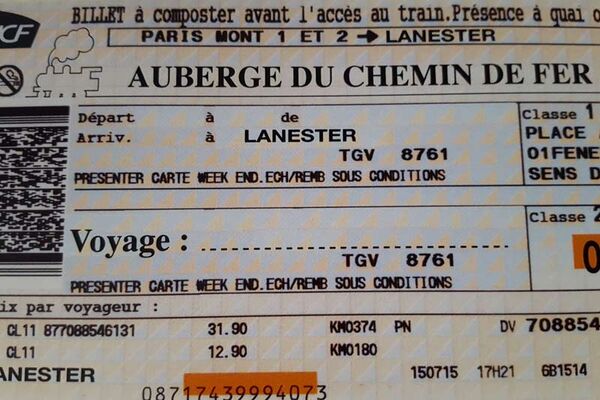 CF BILLET à composter avant l'accès au train.Présence à quai
PARIS MONT 1 ET 2 → LANESTER
AUBERGE DU CHEMIN DE FER
Départ à de Classe 1
Arriv. à LANESTER PLACE
TGV 8761 01FENE
PRESENTER CARTE WEEK END.ECH/REMB SOUS CONDITIONS SENS D
Classe 2
Voyage : ........................
TGV 8761
PRESENTER CARTE WEEK END.ECH/REMB SOUS CONDITIONS
ix par voyageur :
CL11 877088546131 31.90 KM0374 PN DV 708854
CL11 12.90 KM0180
ANESTER 150715 17H21 6B1514
08717439994073